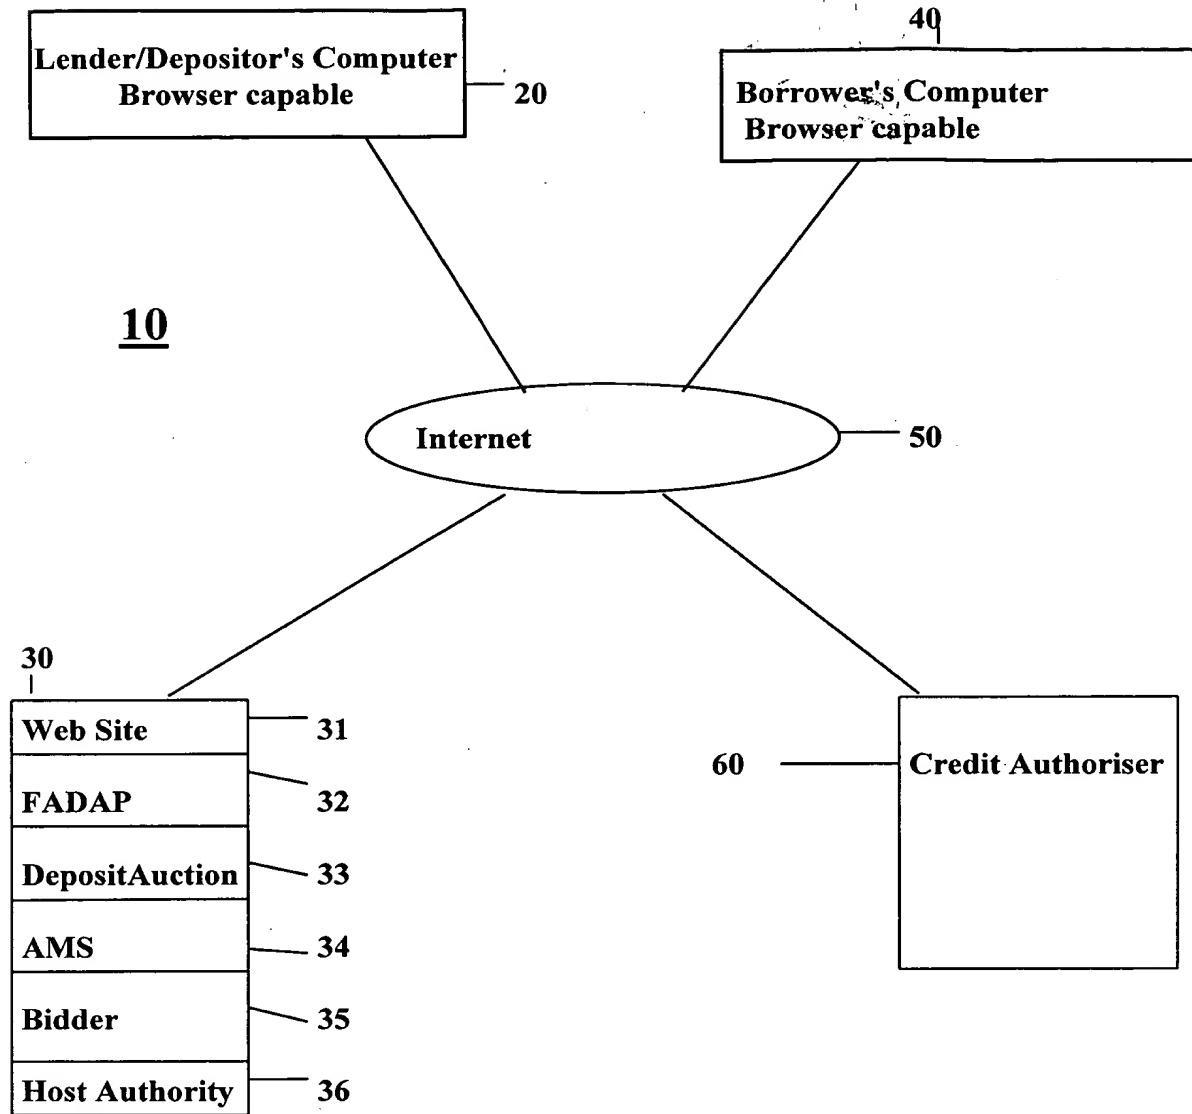 40
Lender/Depositor's Computer
Browser capable
20
Borrower's Computer
Browser capable
10
Internet
50
30
Web Site
31
60
Credit Authoriser
FADAP
32
DepositAuction
33
AMS
34
Bidder
35
Host Authority
36